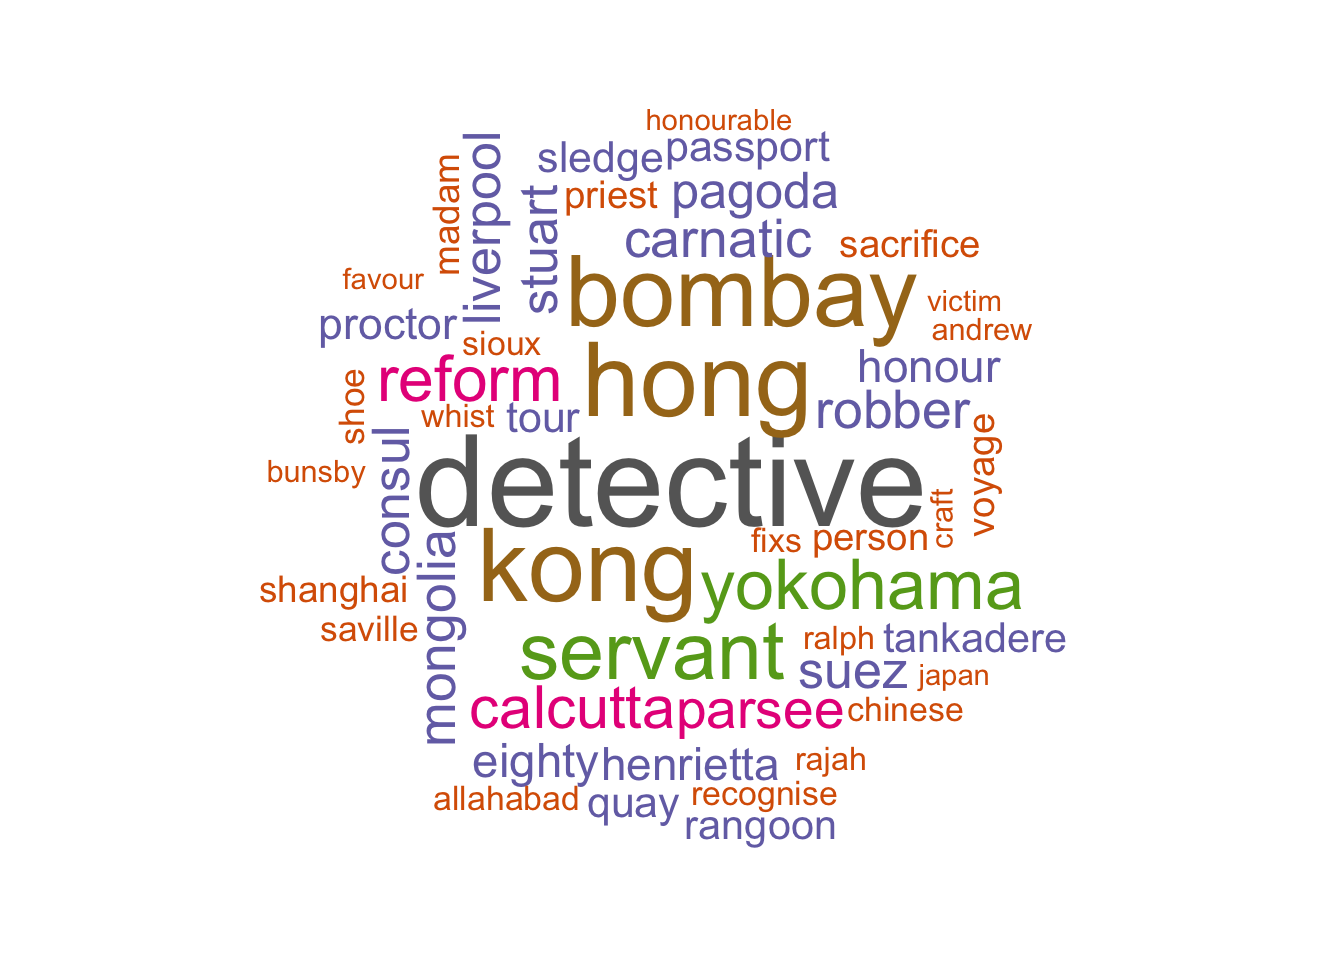 honourable
sledge
passport
madam
liverpool
stuart
priest
pagoda
carnatic
sacrifice
favour
bombay
victim
proctor
andrew
sioux
shoe
reform
hong
honour
whist
tour
robber
bunsby
consul
detective
voyage
craft
fixs
person
mongolia
kong
yokohama
shanghai
saville
servant
ralph
tankadere
suez
japan
calcutta
parsee
chinese
eighty
henrietta
rajah
allahabad
quay
recognise
rangoon